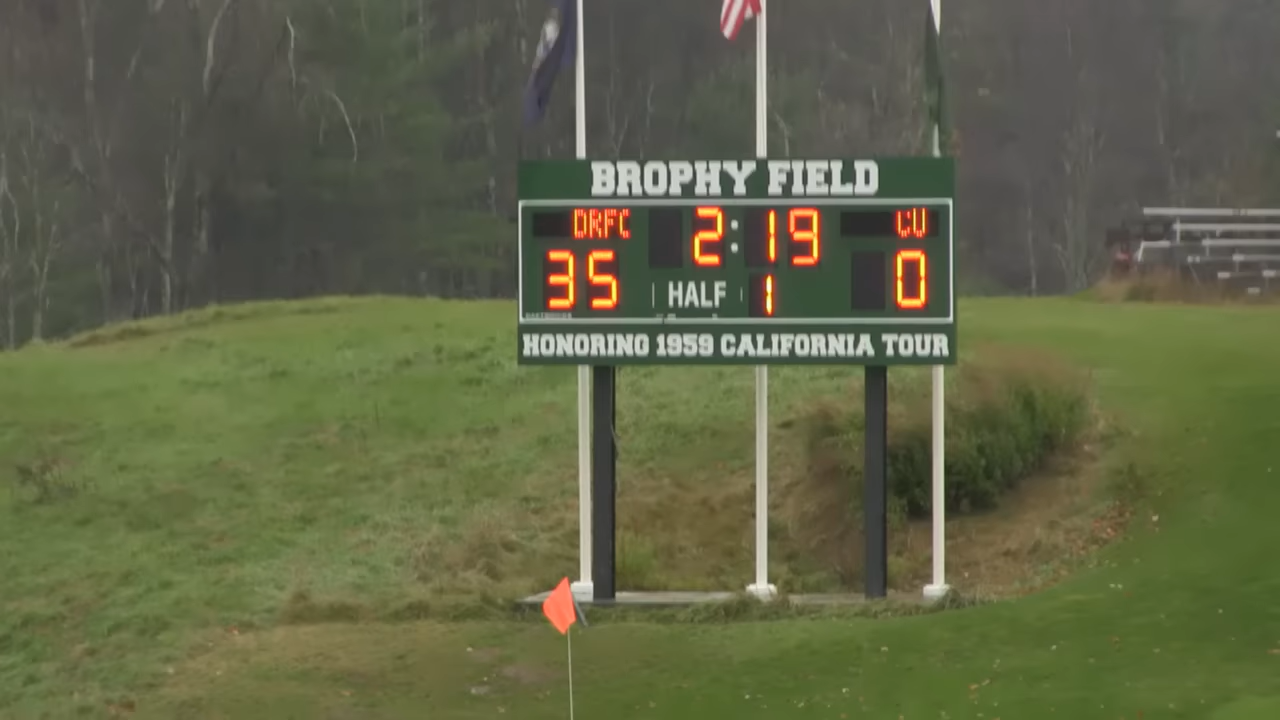 BROPHY FIELD
DRFC 2:19 CU
35 HALF 1 0
HONORING 1959 CALIFORNIA TOUR